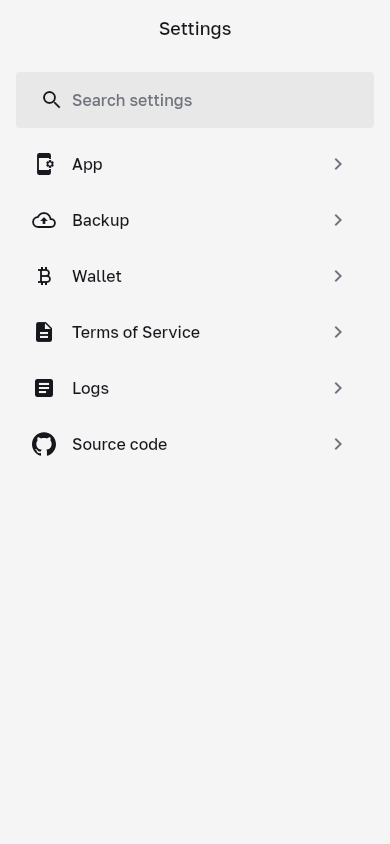 Settings
Search settings
App
Backup
Wallet
Terms of Service
Logs
Source code